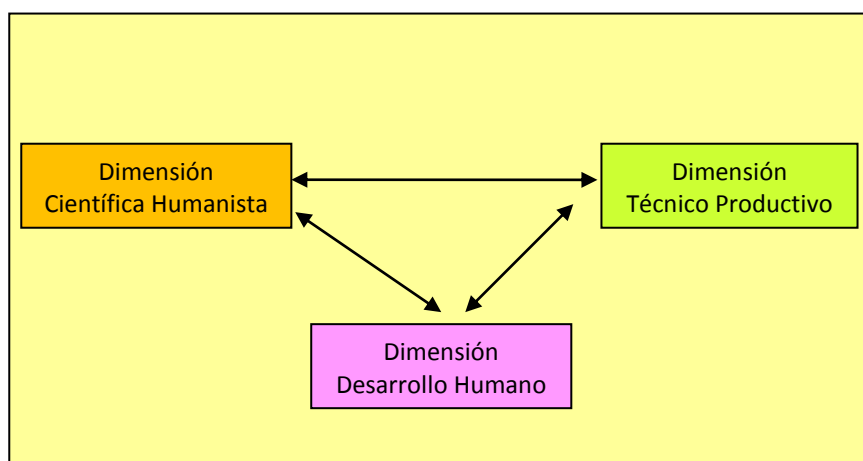 Dimensión
Científica Humanista
Dimensión
Técnico Productivo
Dimensión
Desarrollo Humano